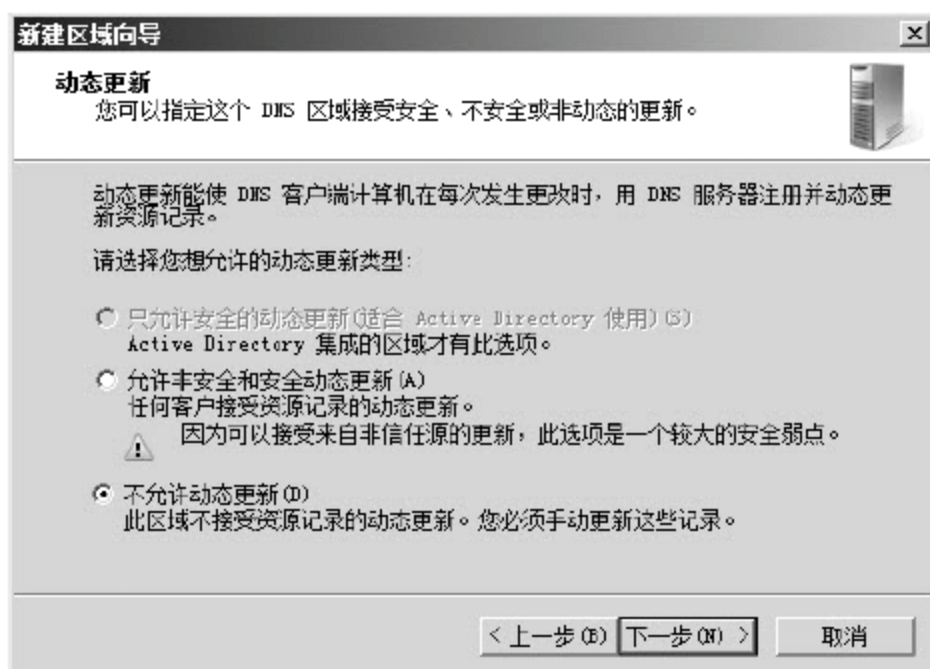 新建区域向导
动态更新
您可以指定这个 DNS 区域接受安全、不安全或非动态的更新。
动态更新能使 DNS 客户端计算机在每次发生更改时，用 DNS 服务器注册并动态更
新资源记录。
请选择您想允许的动态更新类型:
只允许安全的动态更新(适合 Active Directory 使用)(S)
Active Directory 集成的区域才有此选项。
允许非安全和安全动态更新(A)
任何客户接受资源记录的动态更新。
因为可以接受来自非信任源的更新，此选项是一个较大的安全弱点。
不允许动态更新(D)
此区域不接受资源记录的动态更新。您必须手动更新这些记录。
< 上一步(B) 下一步(N) > 取消